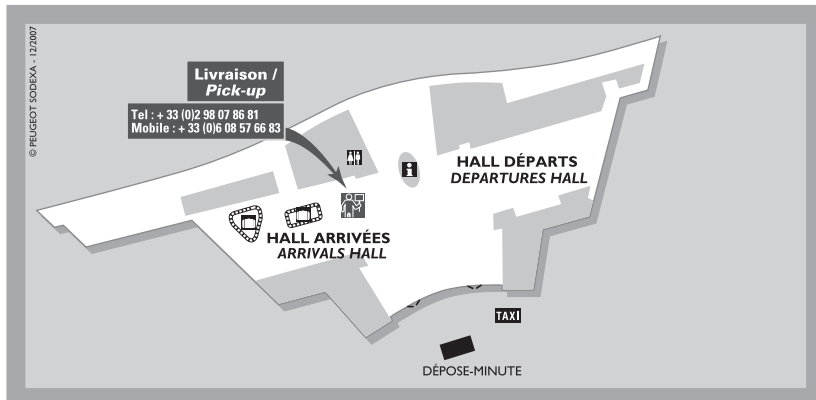 © PEUGEOT SODEXA - 12/2007
Livraison /
Pick-up
Tel : + 33 (0)2 98 07 86 81
Mobile : + 33 (0)6 08 57 66 83
HALL DÉPARTS
DEPARTURES HALL
HALL ARRIVÉES
ARRIVALS HALL
TAXI
DÉPOSE-MINUTE